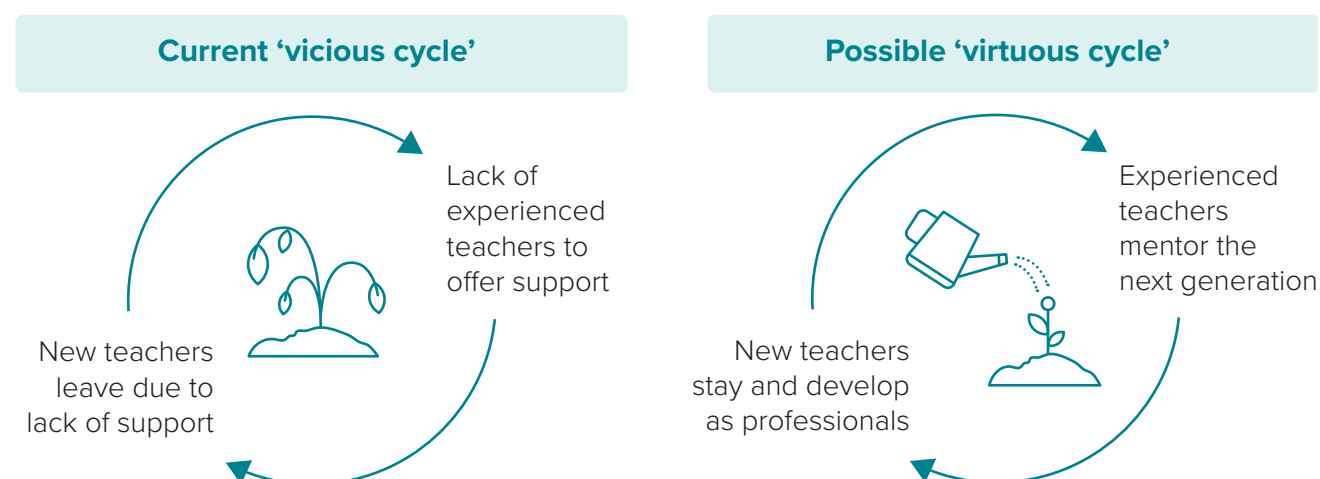 Current ‘vicious cycle’
Lack of
experienced
teachers to
offer support
New teachers
leave due to
lack of support
Possible ‘virtuous cycle’
Experienced
teachers
mentor the
next generation
New teachers
stay and develop
as professionals